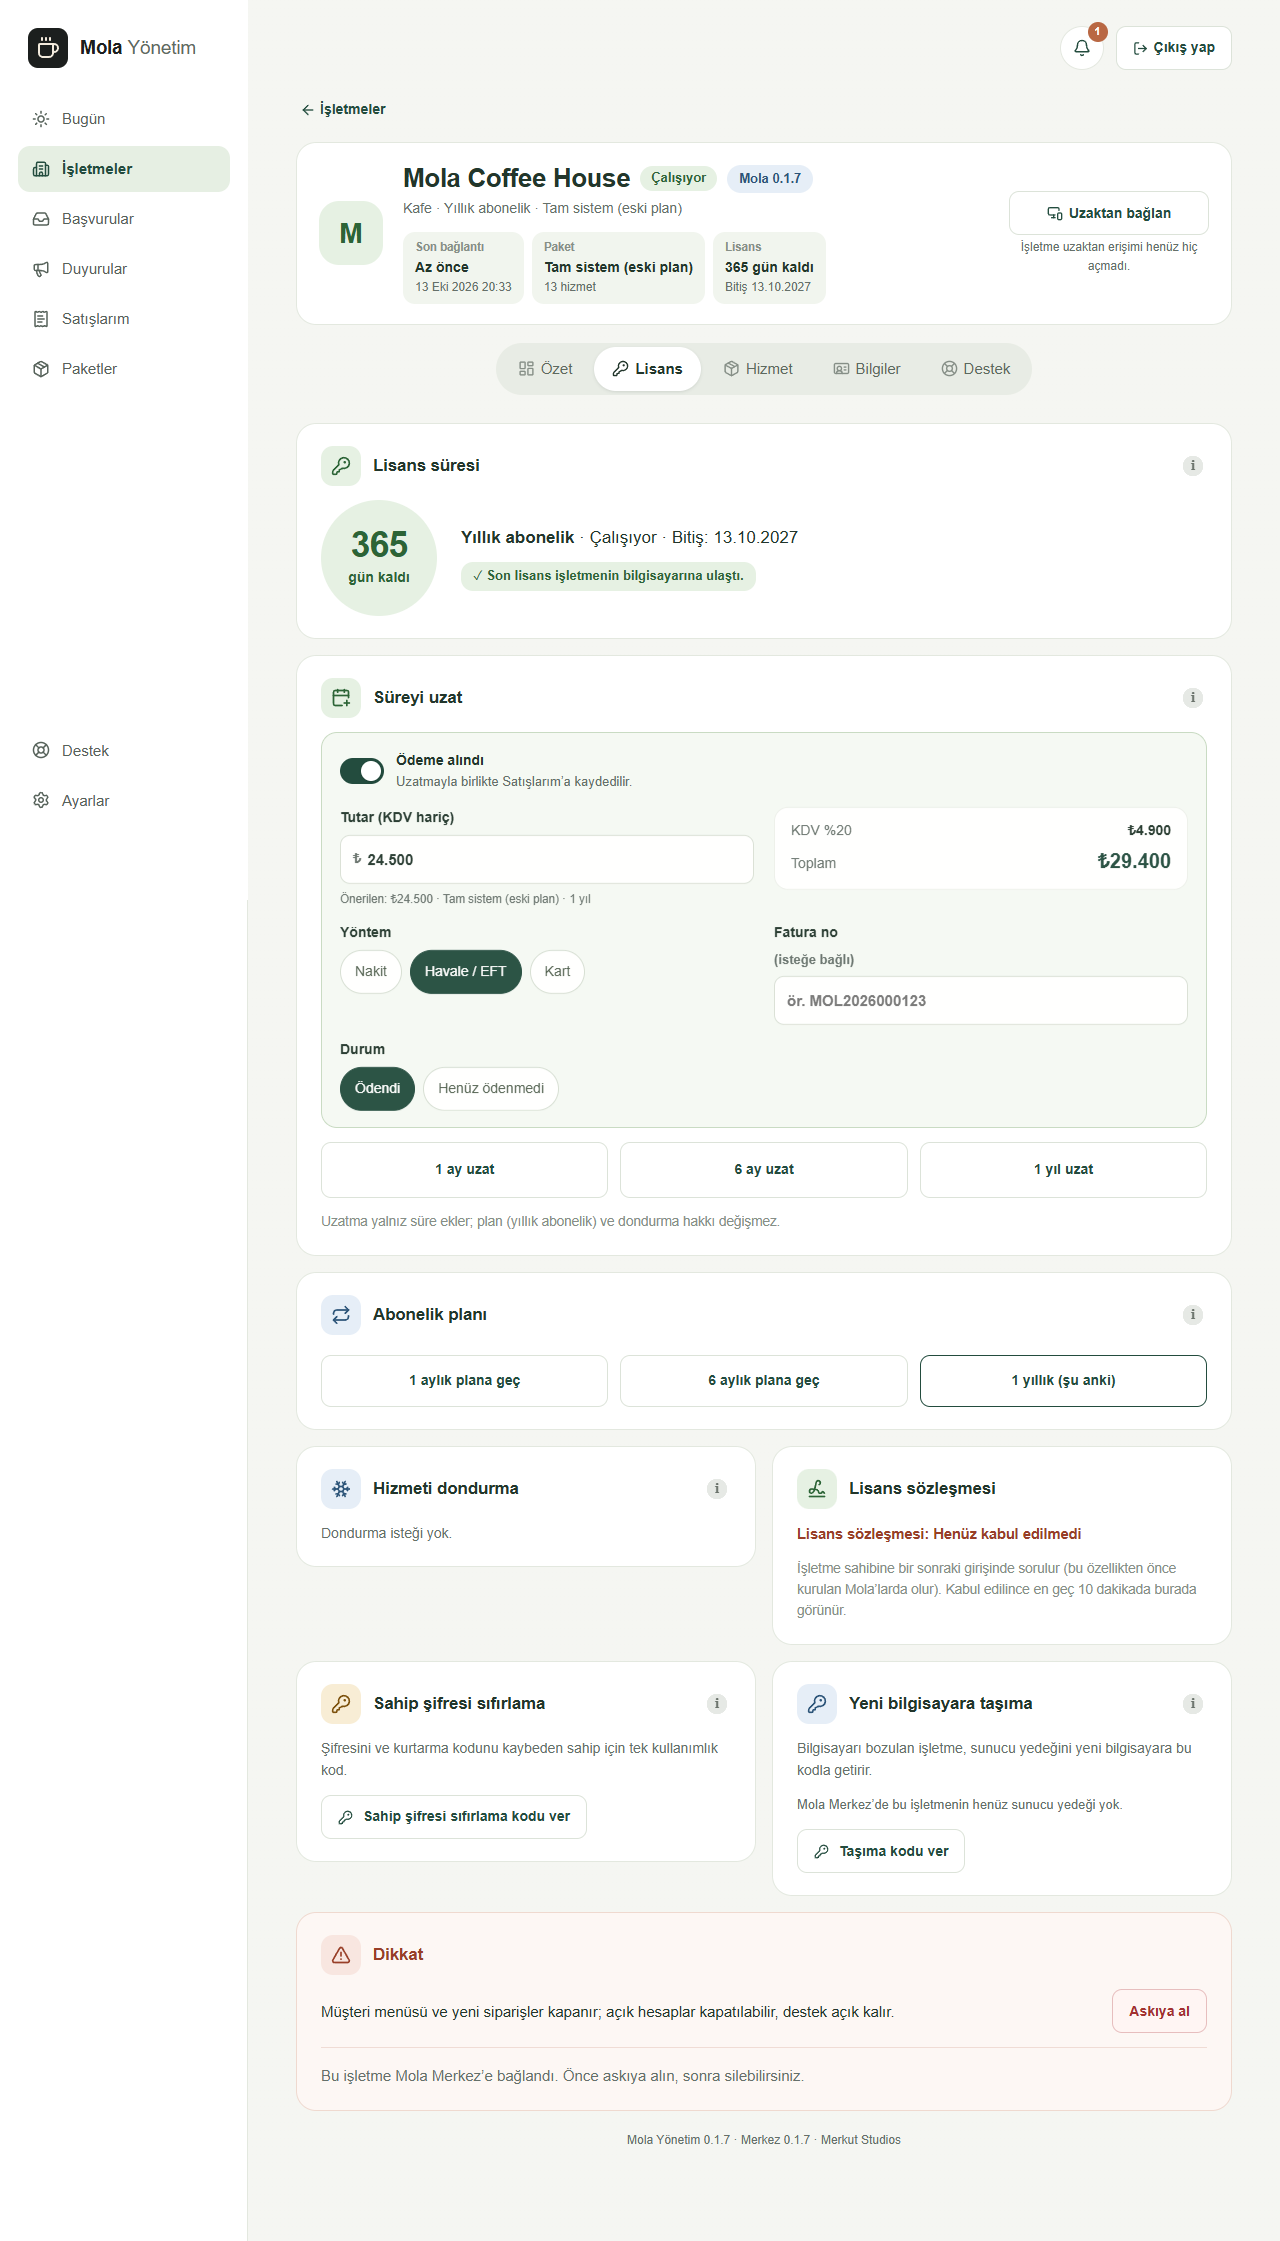 Mola Yönetim
1
Çıkış yap
Bugün
İşletmeler
Başvurular
Duyurular
Satışlarım
Paketler
Destek
Ayarlar
İşletmeler
M
Mola Coffee House
Çalışıyor
Mola 0.1.7
Kafe · Yıllık abonelik · Tam sistem (eski plan)
Son bağlantı
Az önce
13 Eki 2026 20:33
Paket
Tam sistem (eski plan)
13 hizmet
Lisans
365 gün kaldı
Bitiş 13.10.2027
Uzaktan bağlan
İşletme uzaktan erişimi henüz hiç
açmadı.
Özet
Lisans
Hizmet
Bilgiler
Destek
Lisans süresi
i
365
gün kaldı
Yıllık abonelik · Çalışıyor · Bitiş: 13.10.2027
✓ Son lisans işletmenin bilgisayarına ulaştı.
Süreyi uzat
i
Ödeme alındı
Uzatmayla birlikte Satışlarım’a kaydedilir.
Tutar (KDV hariç)
₺ 24.500
Önerilen: ₺24.500 · Tam sistem (eski plan) · 1 yıl
KDV %20
₺4.900
Toplam
₺29.400
Yöntem
Nakit
Havale / EFT
Kart
Fatura no
(isteğe bağlı)
ör. MOL2026000123
Durum
Ödendi
Henüz ödenmedi
1 ay uzat
6 ay uzat
1 yıl uzat
Uzatma yalnız süre ekler; plan (yıllık abonelik) ve dondurma hakkı değişmez.
Abonelik planı
i
1 aylık plana geç
6 aylık plana geç
1 yıllık (şu anki)
Hizmeti dondurma
i
Dondurma isteği yok.
Lisans sözleşmesi
Lisans sözleşmesi: Henüz kabul edilmedi
İşletme sahibine bir sonraki girişinde sorulur (bu özellikten önce
kurulan Mola’larda olur). Kabul edilince en geç 10 dakikada burada
görünür.
Sahip şifresi sıfırlama
i
Şifresini ve kurtarma kodunu kaybeden sahip için tek kullanımlık
kod.
Sahip şifresi sıfırlama kodu ver
Yeni bilgisayara taşıma
i
Bilgisayarı bozulan işletme, sunucu yedeğini yeni bilgisayara bu
kodla getirir.
Mola Merkez’de bu işletmenin henüz sunucu yedeği yok.
Taşıma kodu ver
Dikkat
Müşteri menüsü ve yeni siparişler kapanır; açık hesaplar kapatılabilir, destek açık kalır.
Askıya al
Bu işletme Mola Merkez’e bağlandı. Önce askıya alın, sonra silebilirsiniz.
Mola Yönetim 0.1.7 · Merkez 0.1.7 · Merkut Studios